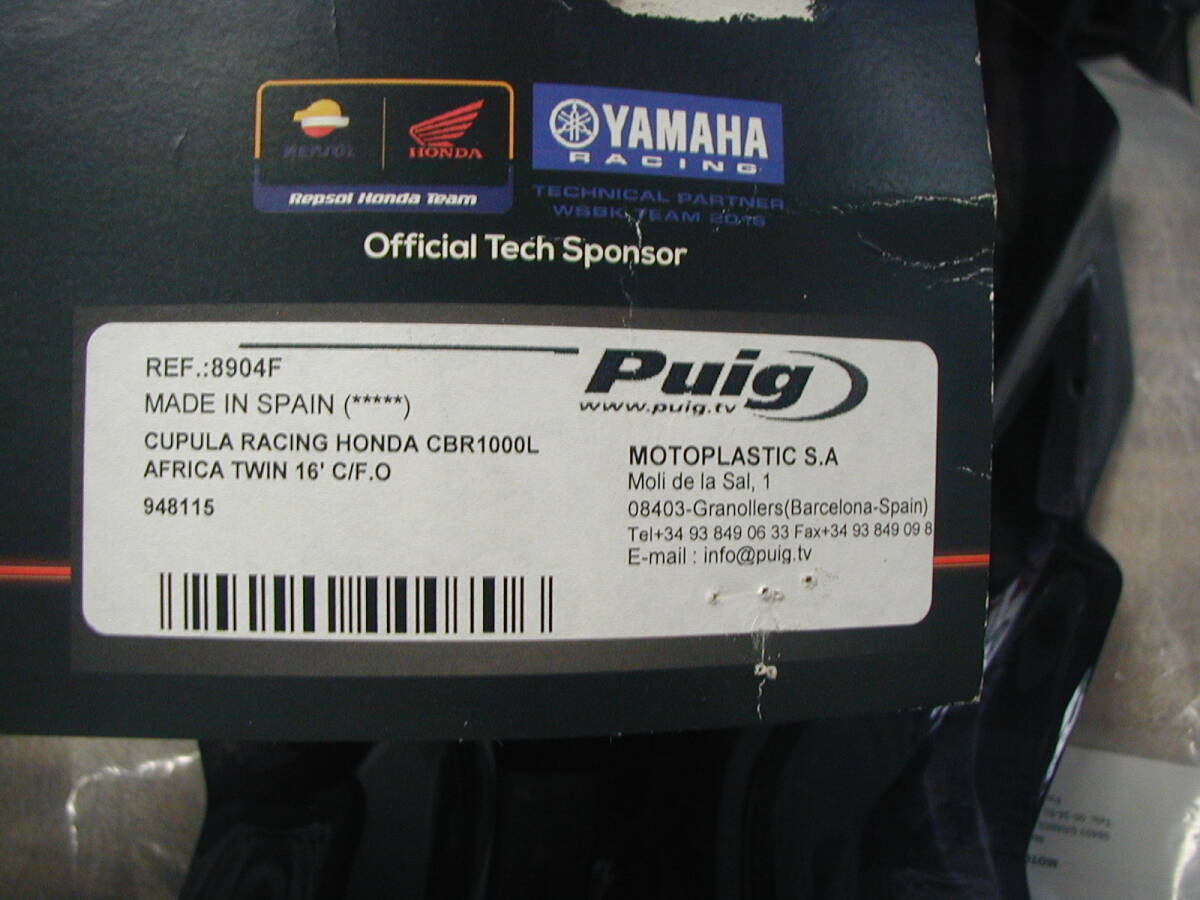 REPSOL
HONDA
Repsol Honda Team
YAMAHA
RACING
TECHNICAL PARTNER
WSBK TEAM 2016
Official Tech Sponsor
REF.:8904F
MADE IN SPAIN (*****)
CUPULA RACING HONDA CBR1000L
AFRICA TWIN 16' C/F.O
948115
Puig
www.puig.tv
MOTOPLASTIC S.A
Moli de la Sal, 1
08403-Granollers(Barcelona-Spain)
Tel+34 93 849 06 33 Fax+34 93 849 09 8
E-mail : info@puig.tv